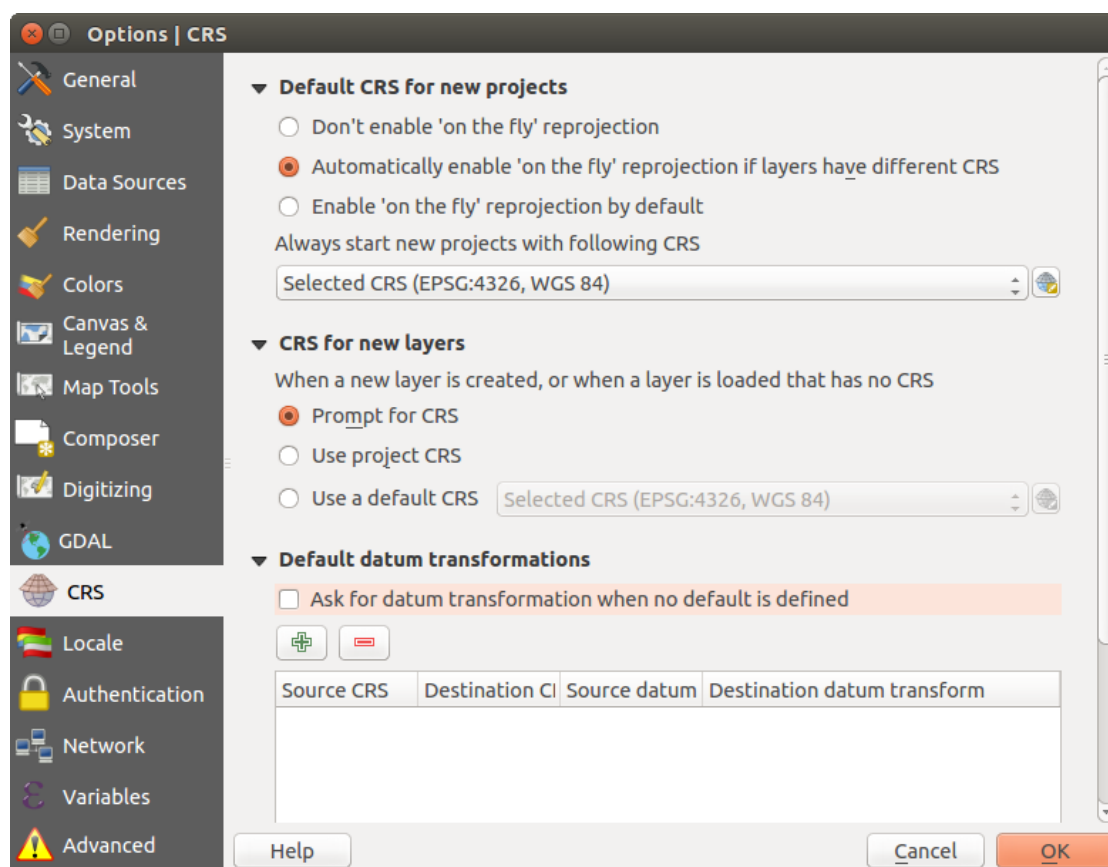 Options | CRS
General
System
Data Sources
Rendering
Colors
Canvas &
Legend
Map Tools
Composer
Digitizing
GDAL
CRS
Locale
Authentication
Network
Variables
Advanced
Default CRS for new projects
Don't enable 'on the fly' reprojection
Automatically enable 'on the fly' reprojection if layers have different CRS
Enable 'on the fly' reprojection by default
Always start new projects with following CRS
Selected CRS (EPSG:4326, WGS 84)
CRS for new layers
When a new layer is created, or when a layer is loaded that has no CRS
Prompt for CRS
Use project CRS
Use a default CRS Selected CRS (EPSG:4326, WGS 84)
Default datum transformations
Ask for datum transformation when no default is defined
Source CRS Destination CI Source datum Destination datum transform
Help Cancel OK